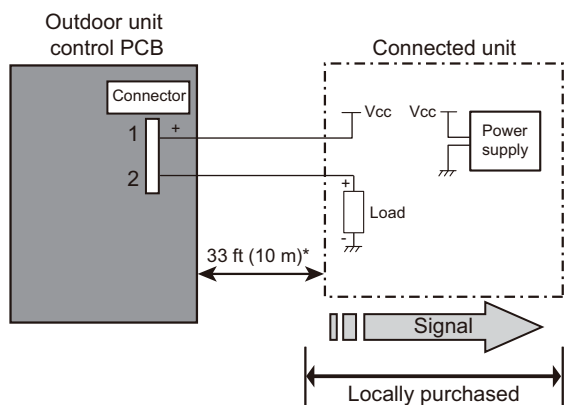 Outdoor unit
control PCB
Connected unit
Connector
1
+
2
Vcc
Vcc
Power
supply
+
Load
-
33 ft (10 m)*
Signal
Locally purchased